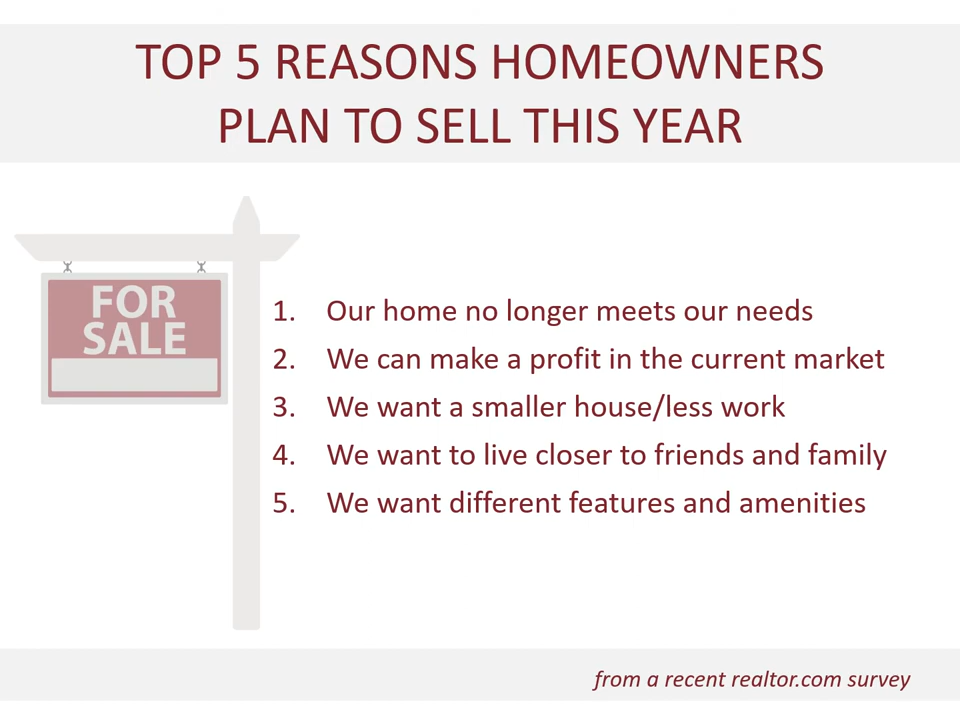 TOP 5 REASONS HOMEOWNERS
PLAN TO SELL THIS YEAR
FOR
SALE
1. Our home no longer meets our needs
2. We can make a profit in the current market
3. We want a smaller house/less work
4. We want to live closer to friends and family
5. We want different features and amenities
from a recent realtor.com survey